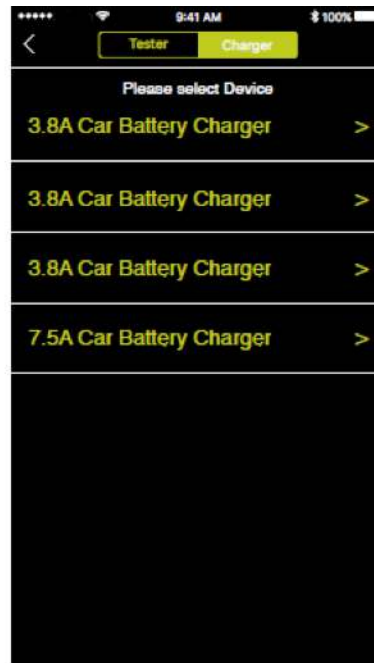 9:41 AM 100%
< Tester Charger
Please select Device
3.8A Car Battery Charger >
3.8A Car Battery Charger >
3.8A Car Battery Charger >
7.5A Car Battery Charger >